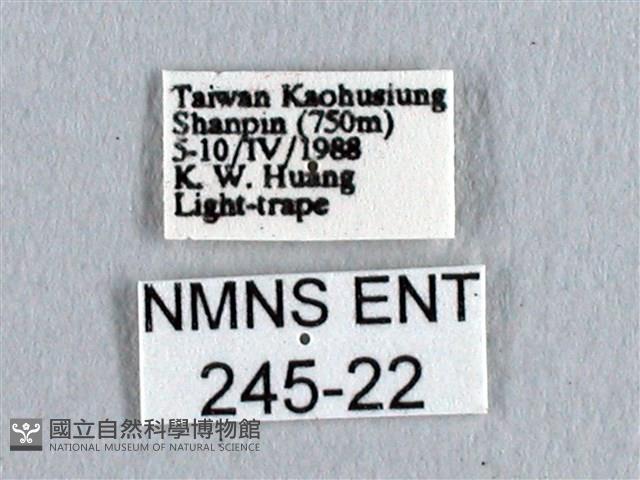 Taiwan Kaohusiung
Shanpin (750m)
5-10/IV/1988
K. W. Huang
Light-trape
NMNS ENT
245-22
國立自然科學博物館
NATIONAL MUSEUM OF NATURAL SCIENCE